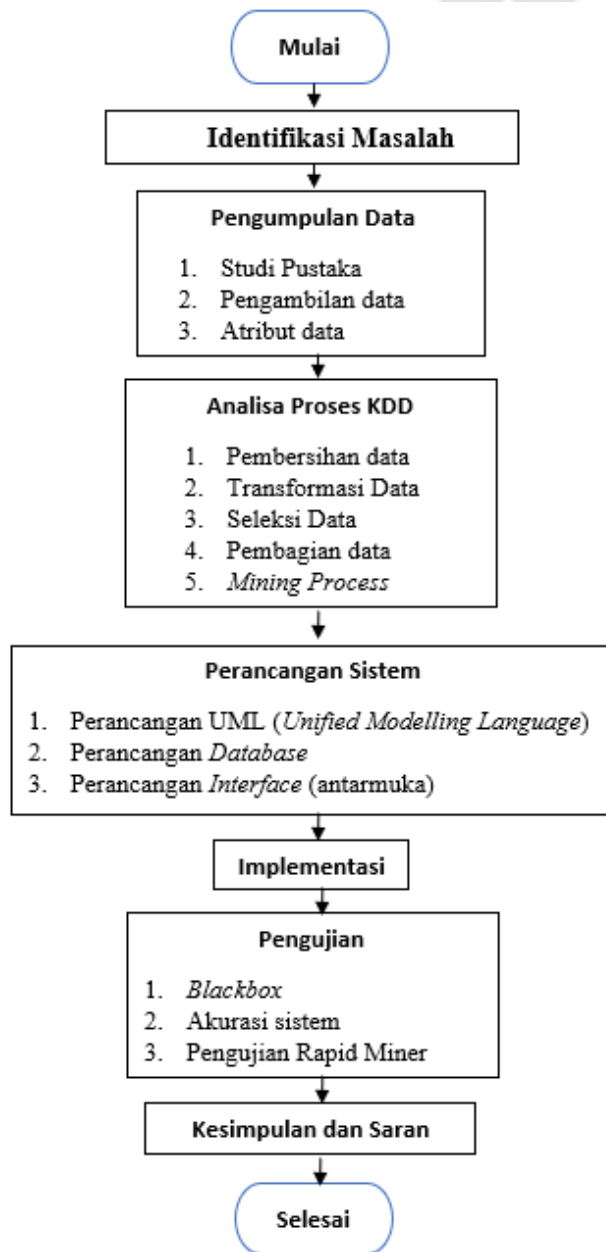 Mulai
Identifikasi Masalah
Pengumpulan Data
1. Studi Pustaka
2. Pengambilan data
3. Atribut data
Analisa Proses KDD
1. Pembersihan data
2. Transformasi Data
3. Seleksi Data
4. Pembagian data
5. Mining Process
Perancangan Sistem
1. Perancangan UML (Unified Modelling Language)
2. Perancangan Database
3. Perancangan Interface (antarmuka)
Implementasi
Pengujian
1. Blackbox
2. Akurasi sistem
3. Pengujian Rapid Miner
Kesimpulan dan Saran
Selesai